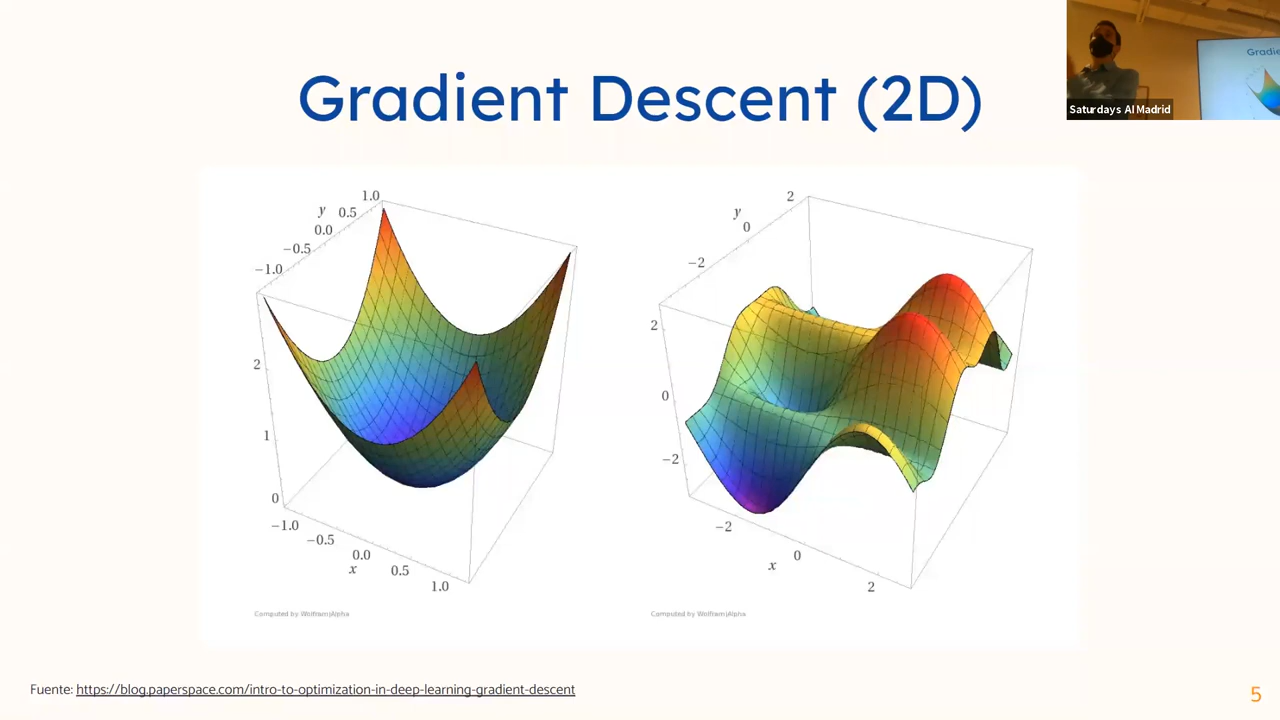 Gradient Descent (2D)
Gradie
Saturdays AI Madrid
1.0
y 0.5
0.0
−0.5
−1.0
2
1
0
−1.0
−0.5
0.0
x
0.5
1.0
Computed by Wolfram|Alpha
2
y
0
−2
2
0
−2
−2
0
x
2
Computed by Wolfram|Alpha
Fuente: https://blog.paperspace.com/intro-to-optimization-in-deep-learning-gradient-descent
5